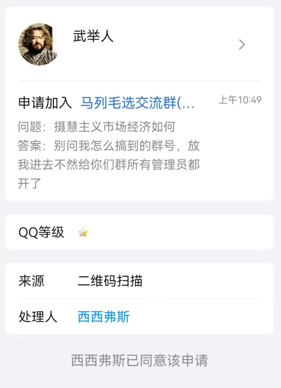 武举人
申请加入 马列毛选交流群(...
上午10:49
问题：摄慧主义市场经济如何
答案：别问我怎么搞到的群号，放
我进去不然给你们群所有管理员都
开了
QQ等级
来源 二维码扫描
处理人 西西弗斯
西西弗斯已同意该申请